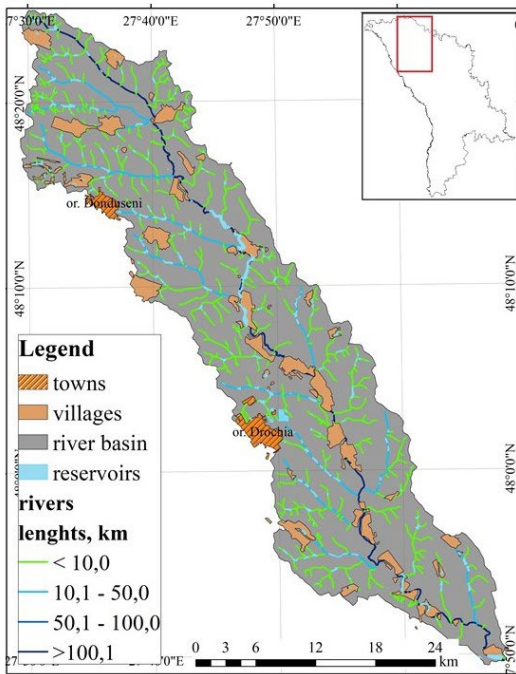 7°30'0"E 27°40'0"E 27°50'0"E
48°20'0"N
or. Donduseni
48°10'0"N 48°10'0"N
Legend
towns
villages
river basin
reservoirs
rivers
lenghts, km
< 10,0
10,1 - 50,0
50,1 - 100,0
>100,1
or. Drochia
48°0'0"N
0 3 6 12 18 24
km